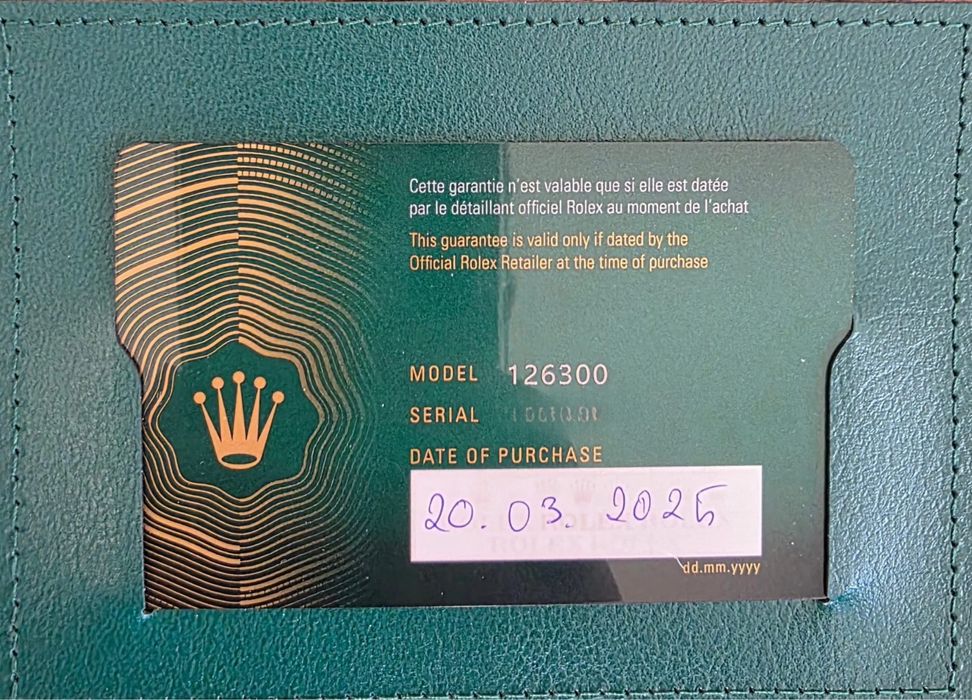 Cette garantie n'est valable que si elle est datée
par le détaillant officiel Rolex au moment de l'achat
This guarantee is valid only if dated by the
Official Rolex Retailer at the time of purchase
MODEL 126300
SERIAL
DATE OF PURCHASE
20. 03. 2025
dd.mm.yyyy